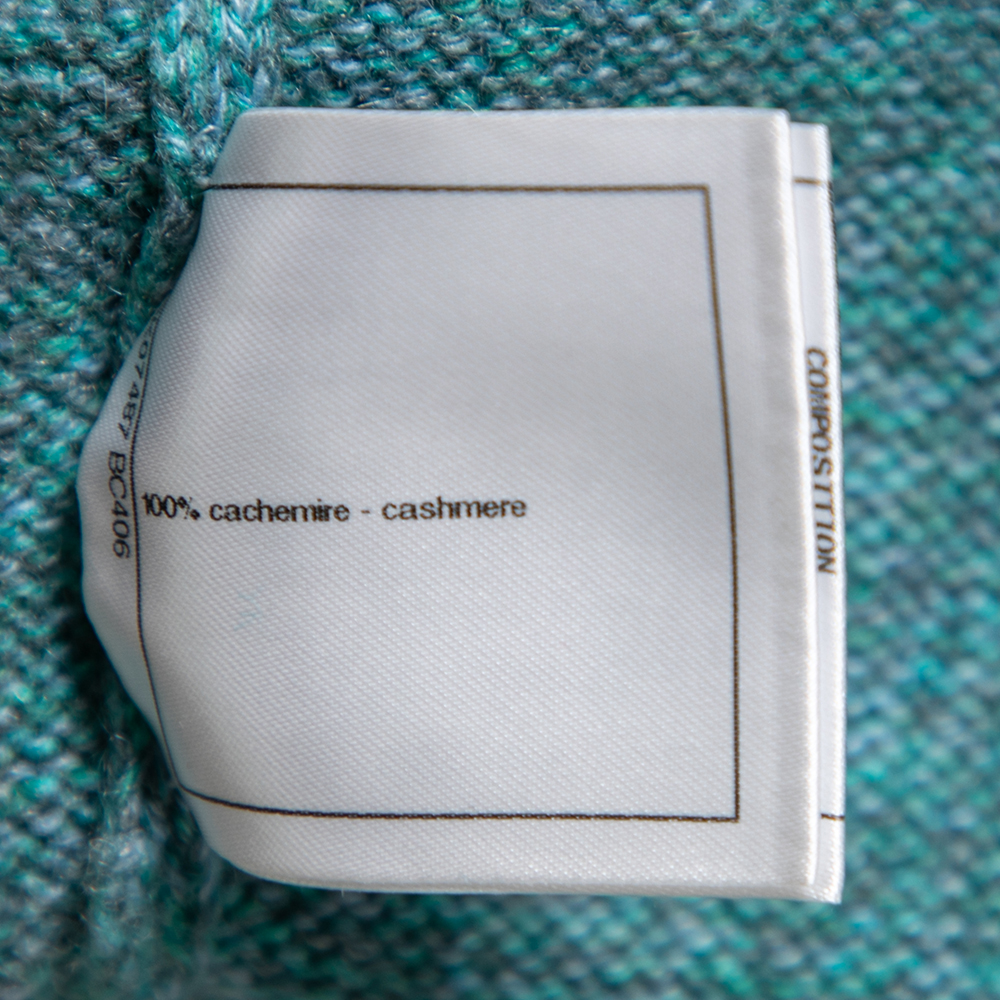 07487 BC406
100% cachemire - cashmere
COMPOSITION